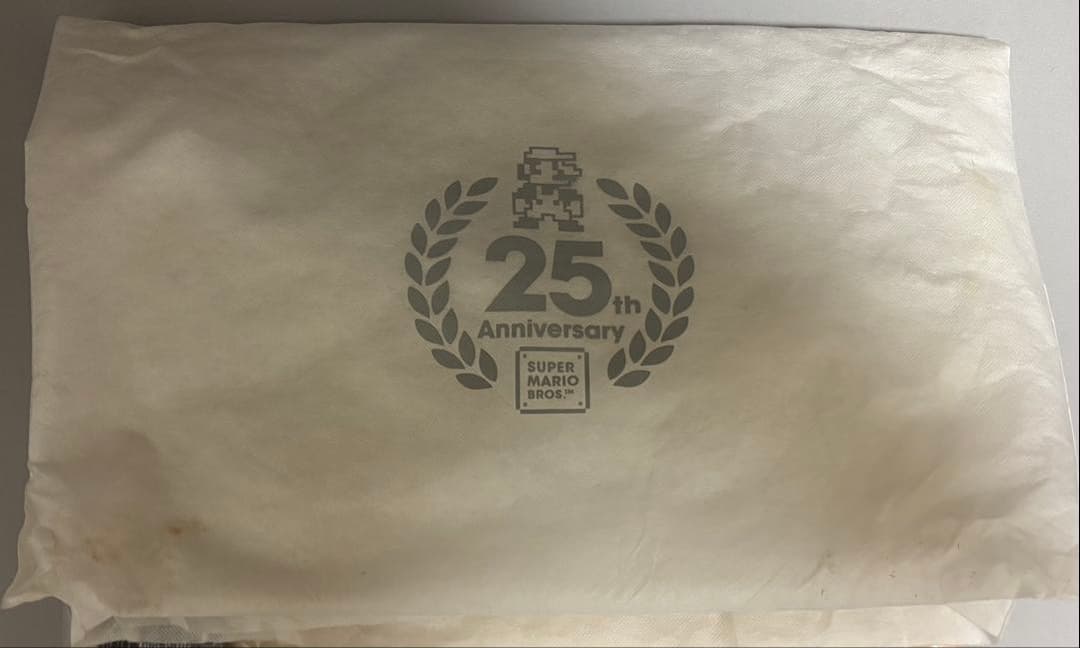 25th
Anniversary
SUPER
MARIO
BROS.™